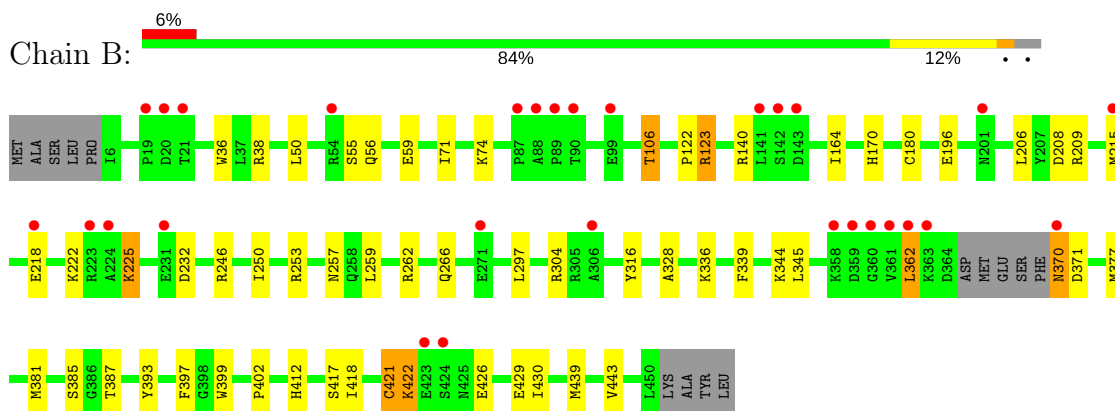 6%
Chain B:
84% 12% • •
MET ALA SER LEU PRO I6 P19 D20 T21 W36 L37 R38 L50 R54 S55 Q56 E59 I71 K74 P87 A88 P89 T90 E99 T106 P122 R123 R140 L141 S142 D143 I164 H170 C180 E196 N201 L206 Y207 D208 R209 M215
E218 K222 R223 A224 K225 E231 D232 R246 I250 R253 N257 Q258 L259 R262 Q266 E271 L297 R304 R305 A306 Y316 A328 K336 F339 K344 L345 K358 D359 G360 V361 L362 K363 D364 ASP MET GLU SER PHE N370 D371 M377
M381 S385 G386 T387 Y393 F397 G398 W399 P402 H412 S417 I418 C421 K422 E423 S424 N425 E426 E429 I430 M439 V443 L450 LYS ALA TYR LEU